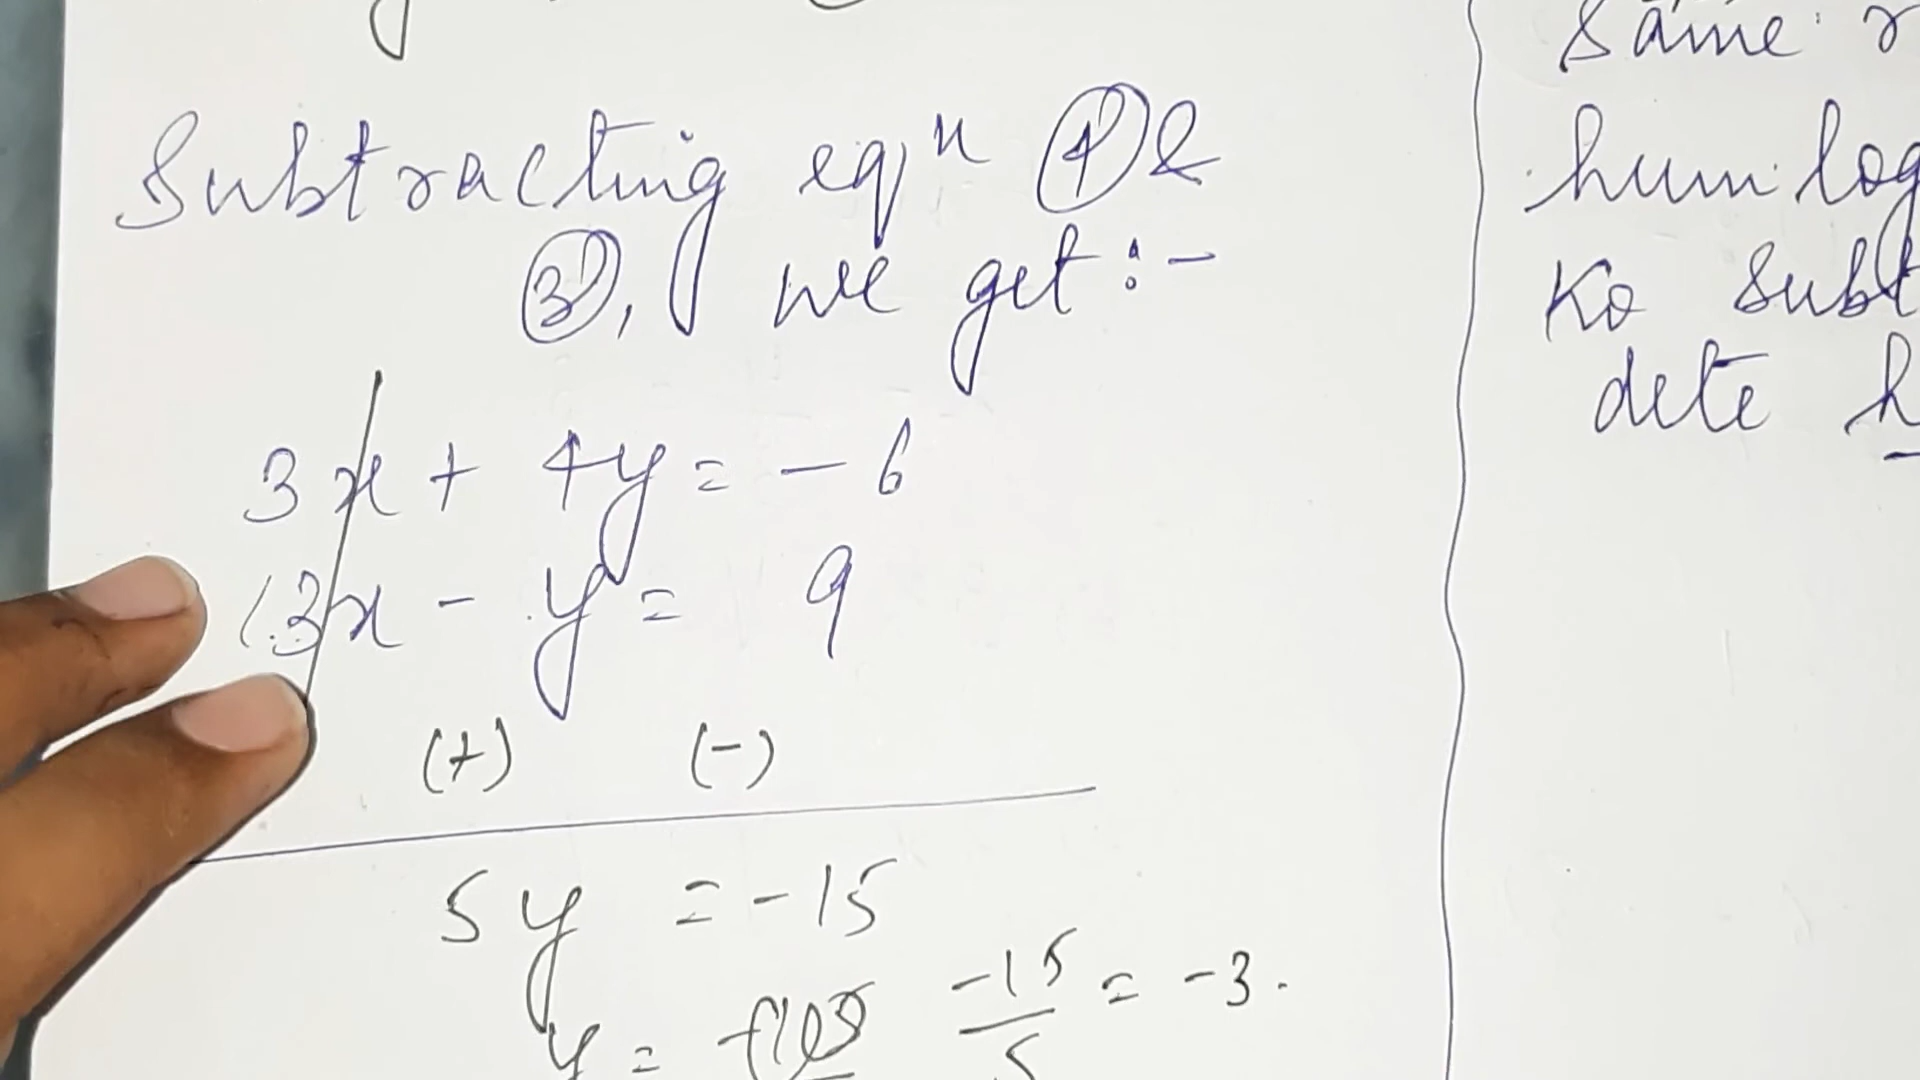 Subtracting eqⁿ ④ &
③, we get :-
3x + 4y = - 6
(3x - y = 9
(+) (-)
5y = -15
y = -15/5 = -3.
same
hum log
Ko subt
dete h